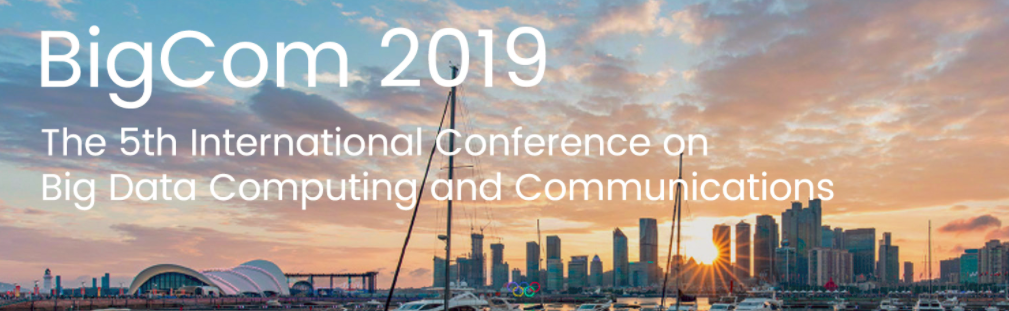 BigCom 2019
The 5th International Conference on
Big Data Computing and Communications